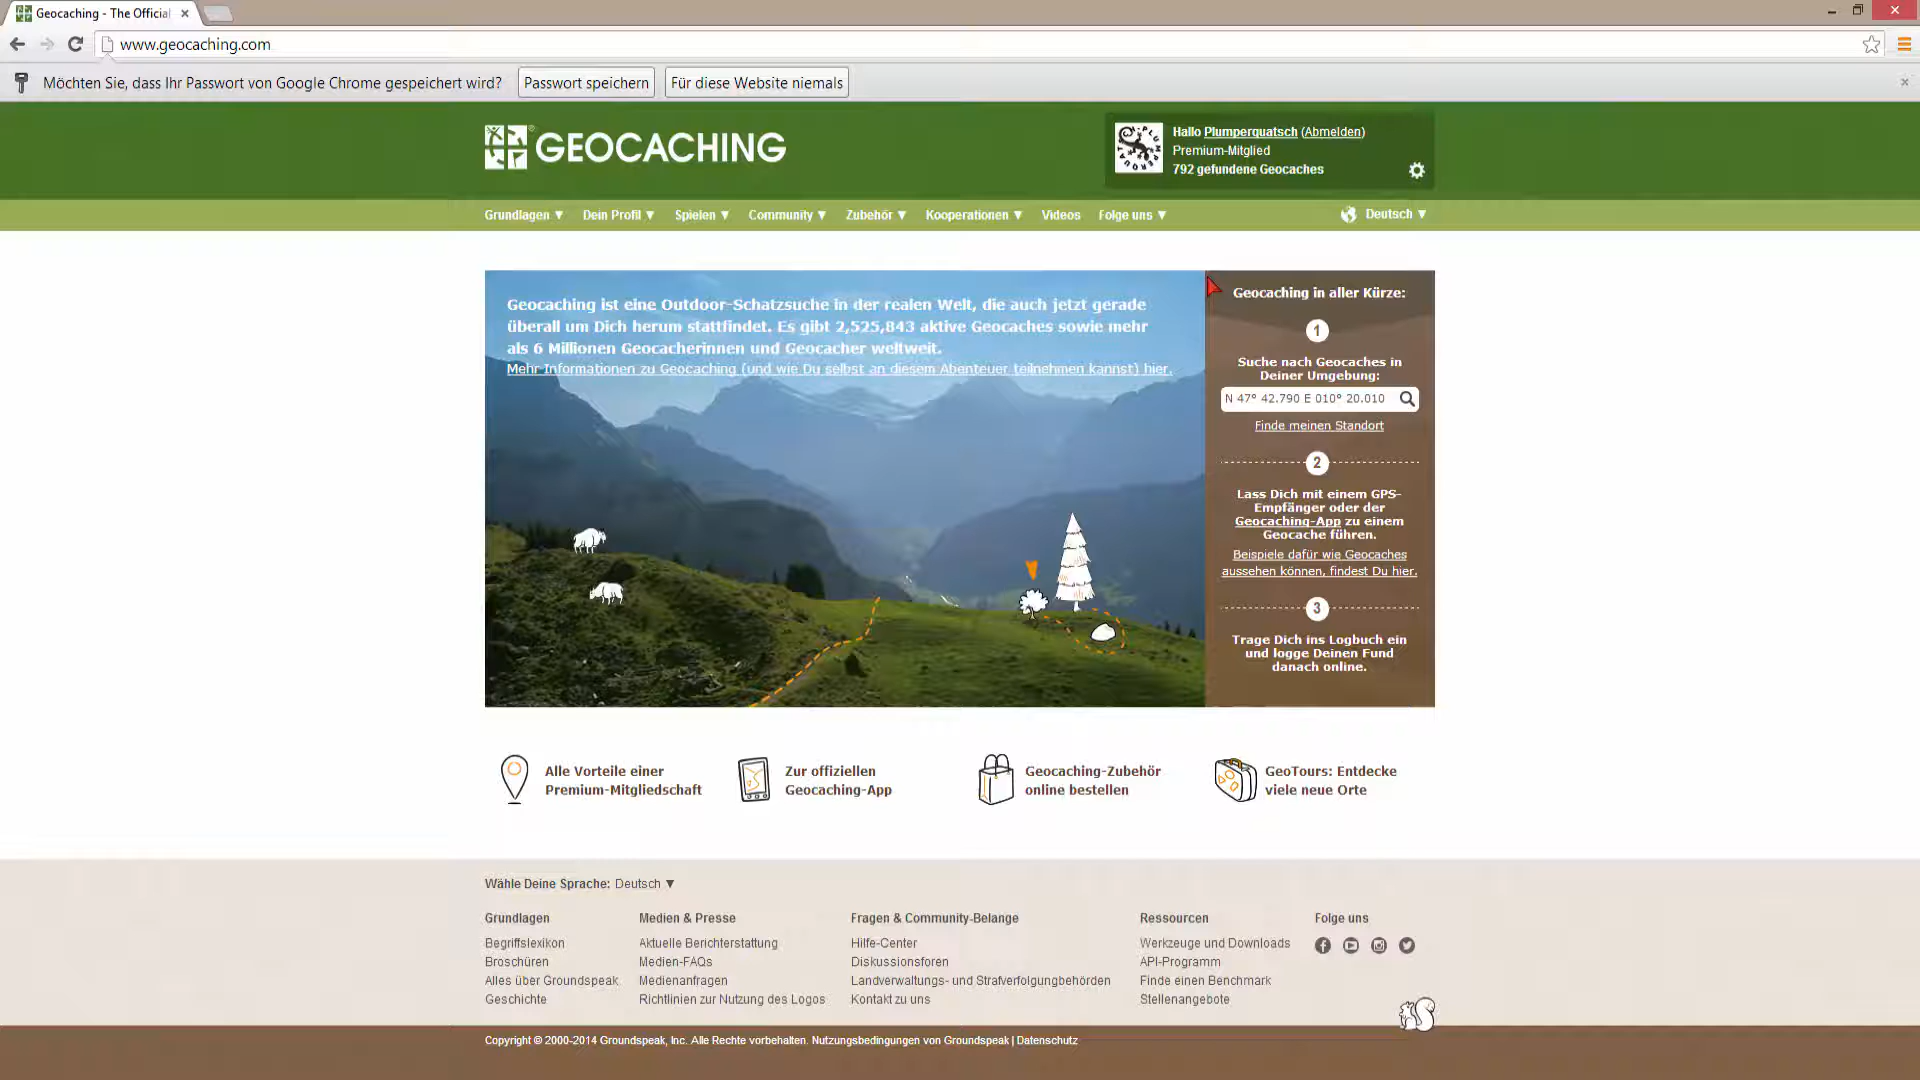 Geocaching - The Official
www.geocaching.com
Möchten Sie, dass Ihr Passwort von Google Chrome gespeichert wird? Passwort speichern Für diese Website niemals
GEOCACHING
Hallo Plumperquatsch (Abmelden)
Premium-Mitglied
792 gefundene Geocaches
Grundlagen ▼ Dein Profil ▼ Spielen ▼ Community ▼ Zubehör ▼ Kooperationen ▼ Videos Folge uns ▼ Deutsch ▼
Geocaching ist eine Outdoor-Schatzsuche in der realen Welt, die auch jetzt gerade
überall um Dich herum stattfindet. Es gibt 2,525,843 aktive Geocaches sowie mehr
als 6 Millionen Geocacherinnen und Geocacher weltweit.
Mehr Informationen zu Geocaching (und wie Du selbst an diesem Abenteuer teilnehmen kannst) hier.
Geocaching in aller Kürze:
1
Suche nach Geocaches in
Deiner Umgebung:
N 47° 42.790 E 010° 20.010
Finde meinen Standort
2
Lass Dich mit einem GPS-
Empfänger oder der
Geocaching-App zu einem
Geocache führen.
Beispiele dafür wie Geocaches
aussehen können, findest Du hier.
3
Trage Dich ins Logbuch ein
und logge Deinen Fund
danach online.
Alle Vorteile einer
Premium-Mitgliedschaft
Zur offiziellen
Geocaching-App
Geocaching-Zubehör
online bestellen
GeoTours: Entdecke
viele neue Orte
Wähle Deine Sprache: Deutsch ▼
Grundlagen
Begriffslexikon
Broschüren
Alles über Groundspeak
Geschichte
Medien & Presse
Aktuelle Berichterstattung
Medien-FAQs
Medienanfragen
Richtlinien zur Nutzung des Logos
Fragen & Community-Belange
Hilfe-Center
Diskussionsforen
Landverwaltungs- und Strafverfolgungsbehörden
Kontakt zu uns
Ressourcen
Werkzeuge und Downloads
API-Programm
Finde einen Benchmark
Stellenangebote
Folge uns
Copyright © 2000-2014 Groundspeak, Inc. Alle Rechte vorbehalten. Nutzungsbedingungen von Groundspeak | Datenschutz